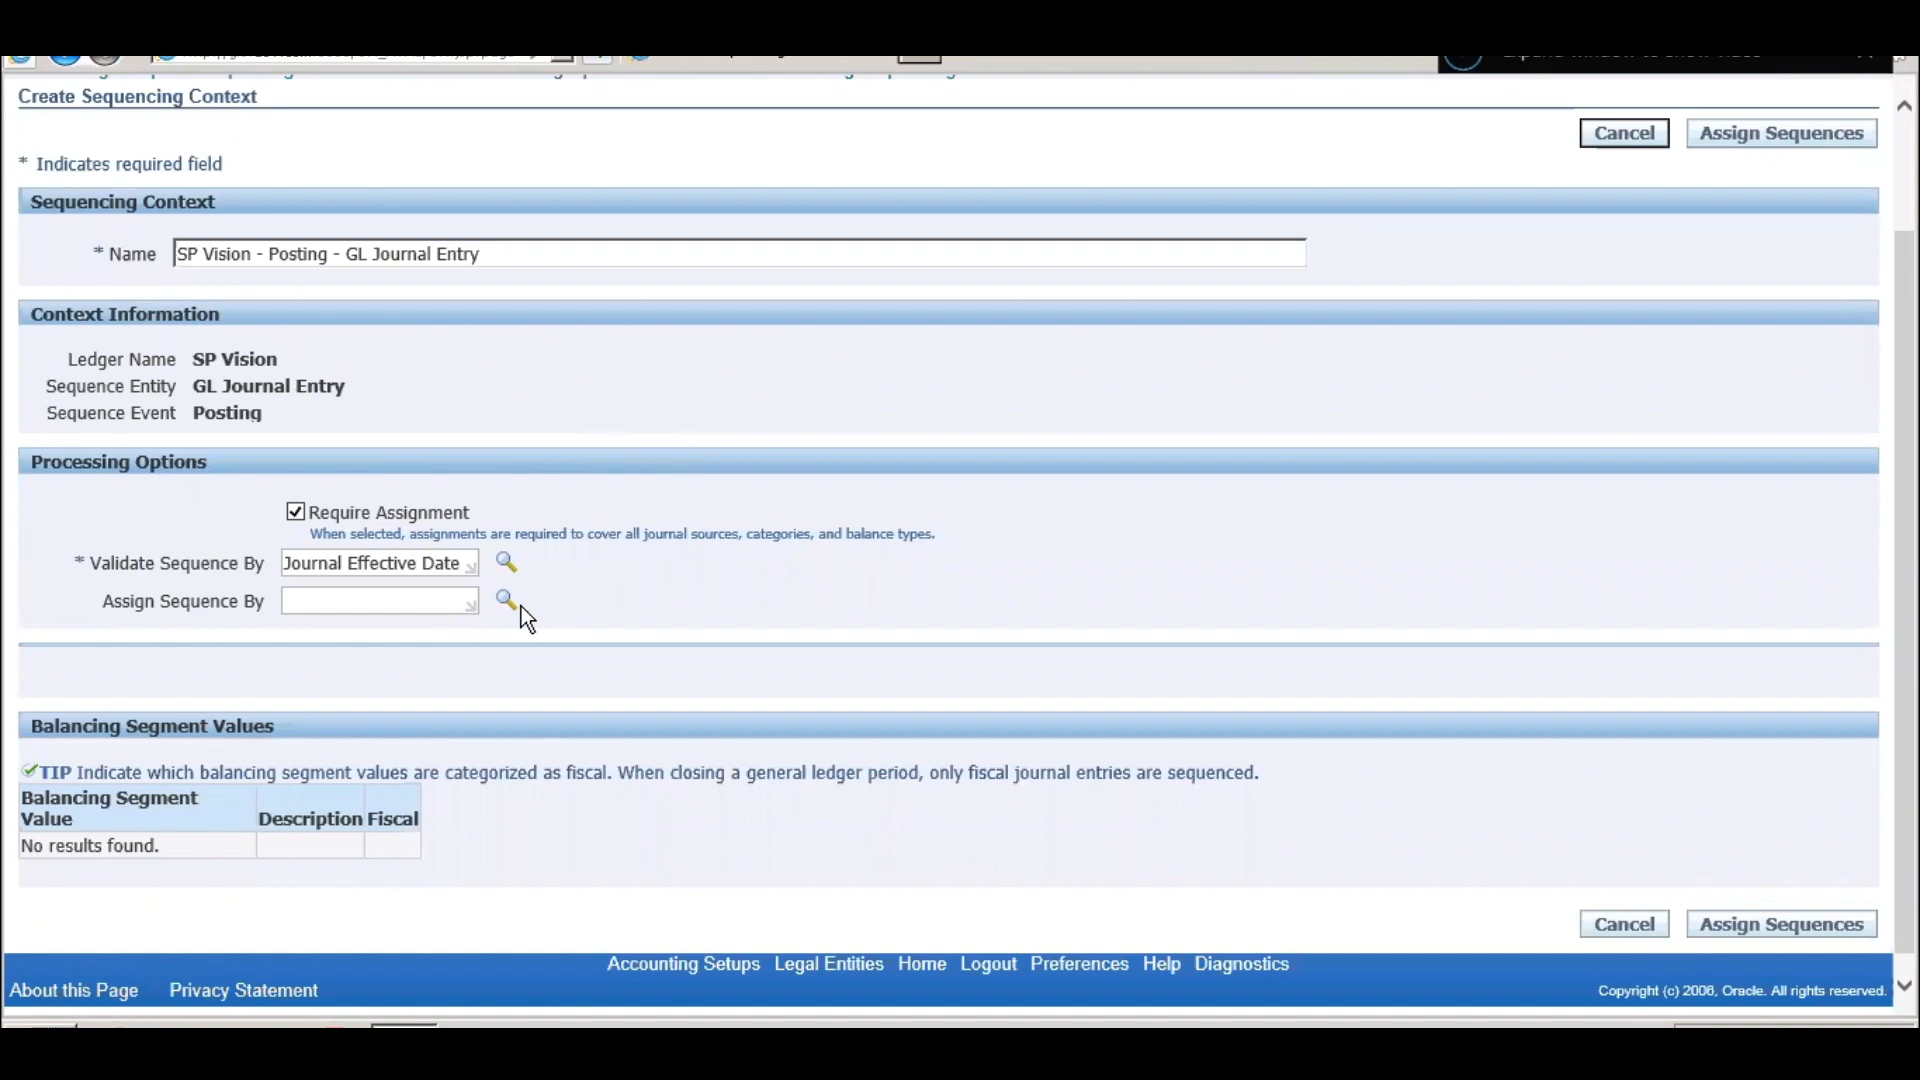 Create Sequencing Context
Cancel
Assign Sequences
* Indicates required field
Sequencing Context
* Name SP Vision - Posting - GL Journal Entry
Context Information
Ledger Name SP Vision
Sequence Entity GL Journal Entry
Sequence Event Posting
Processing Options
Require Assignment
When selected, assignments are required to cover all journal sources, categories, and balance types.
* Validate Sequence By Journal Effective Date
Assign Sequence By
Balancing Segment Values
TIP Indicate which balancing segment values are categorized as fiscal. When closing a general ledger period, only fiscal journal entries are sequenced.
Balancing Segment
Value Description Fiscal
No results found.
Cancel
Assign Sequences
Accounting Setups Legal Entities Home Logout Preferences Help Diagnostics
About this Page Privacy Statement
Copyright (c) 2006, Oracle. All rights reserved.